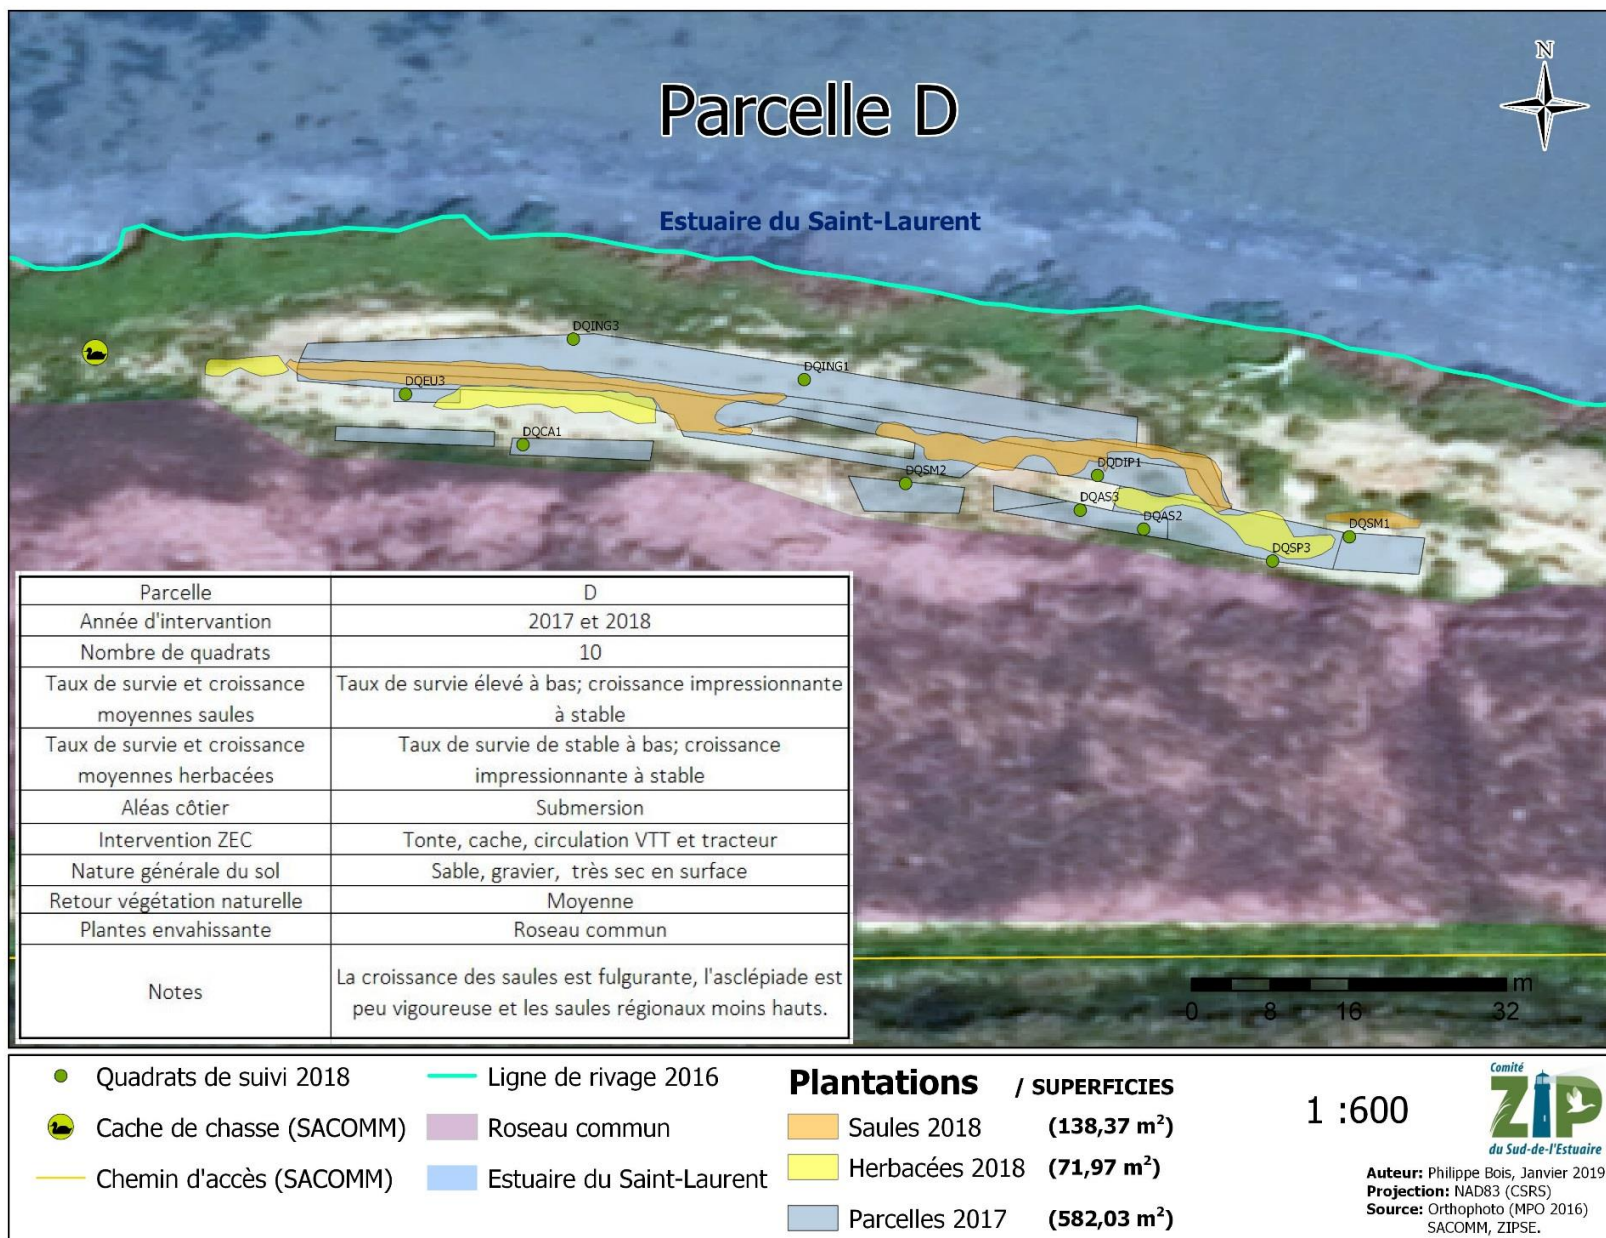 N
Parcelle D
Estuaire du Saint-Laurent
DQING3
DQING1
DQEU3
DQCA1
DQSM2
DQDIP1
DQAS3
DQAS2
DQSM1
DQSP3
Parcelle D
Année d'intervantion 2017 et 2018
Nombre de quadrats 10
Taux de survie et croissance moyennes saules Taux de survie élevé à bas; croissance impressionnante à stable
Taux de survie et croissance moyennes herbacées Taux de survie de stable à bas; croissance impressionnante à stable
Aléas côtier Submersion
Intervention ZEC Tonte, cache, circulation VTT et tracteur
Nature générale du sol Sable, gravier, très sec en surface
Retour végétation naturelle Moyenne
Plantes envahissante Roseau commun
Notes La croissance des saules est fulgurante, l'asclépiade est peu vigoureuse et les saules régionaux moins hauts.
m
0 8 16 32
Quadrats de suivi 2018
Cache de chasse (SACOMM)
Chemin d'accès (SACOMM)
Ligne de rivage 2016
Roseau commun
Estuaire du Saint-Laurent
Plantations / SUPERFICIES
Saules 2018 (138,37 m²)
Herbacées 2018 (71,97 m²)
Parcelles 2017 (582,03 m²)
1 :600
Comité
ZIP
du Sud-de-l'Estuaire
Auteur: Philippe Bois, Janvier 2019
Projection: NAD83 (CSRS)
Source: Orthophoto (MPO 2016)
SACOMM, ZIPSE.